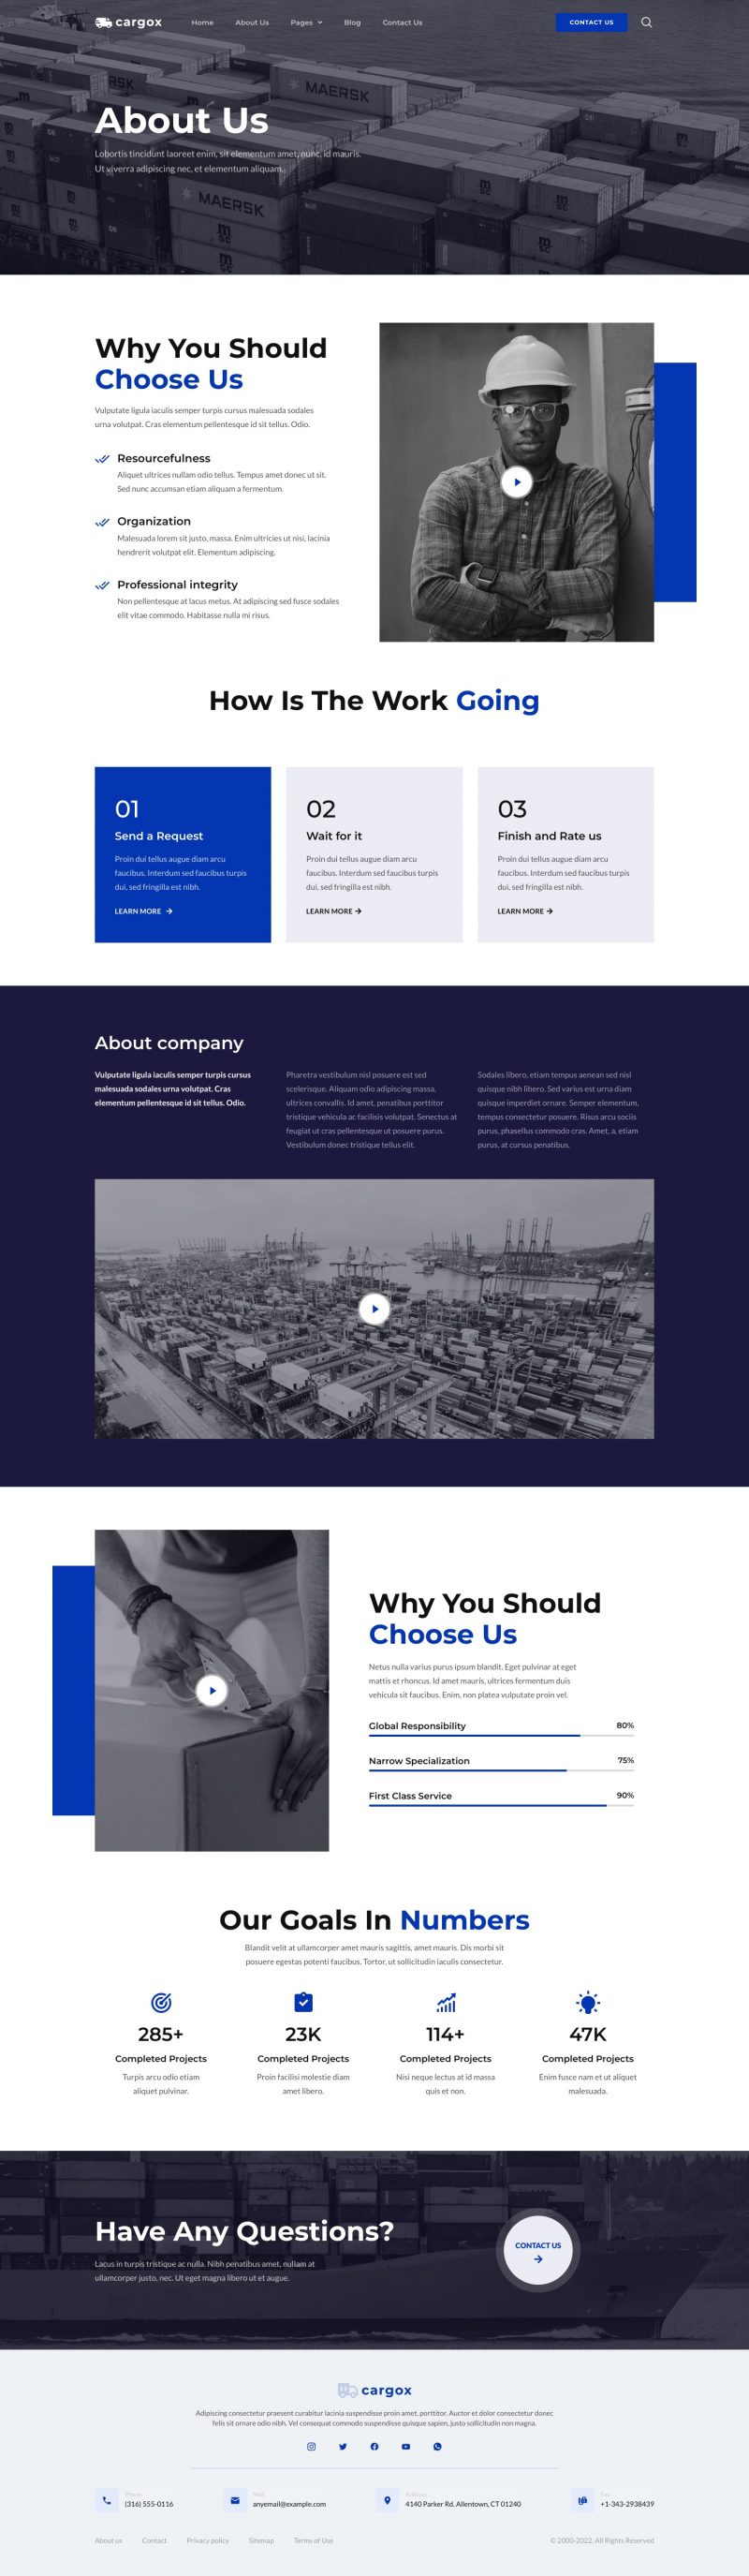 cargox
Home
About Us
Pages
Blog
Contact Us
CONTACT US
MAERSK
About Us
Lobortis tincidunt laoreet enim, sit elementum amet, nunc, id mauris.
Ut viverra adipiscing nec, et elementum aliquam.
MAERSK
Why You Should
Choose Us
Vulputate ligula iaculis semper turpis cursus malesuada sodales
urna volutpat. Cras elementum pellentesque id sit tellus. Odio.
Resourcefulness
Aliquet ultrices nullam odio tellus. Tempus amet donec ut sit.
Sed nunc accumsan etiam aliquam a fermentum.
Organization
Malesuada lorem sit justo, massa. Enim ultricies ut nisi, lacinia
hendrerit volutpat elit. Elementum adipiscing.
Professional integrity
Non pellentesque at lacus metus. At adipiscing sed fusce sodales
elit vitae commodo. Habitasse nulla mi risus.
How Is The Work Going
01
Send a Request
Proin dui tellus augue diam arcu
faucibus. Interdum sed faucibus turpis
dui, sed fringilla est nibh.
LEARN MORE
02
Wait for it
Proin dui tellus augue diam arcu
faucibus. Interdum sed faucibus turpis
dui, sed fringilla est nibh.
LEARN MORE
03
Finish and Rate us
Proin dui tellus augue diam arcu
faucibus. Interdum sed faucibus turpis
dui, sed fringilla est nibh.
LEARN MORE
About company
Vulputate ligula iaculis semper turpis cursus
malesuada sodales urna volutpat. Cras
elementum pellentesque id sit tellus. Odio.
Pharetra vestibulum nisl posuere est sed
scelerisque. Aliquam odio adipiscing massa,
ultrices convallis. Id amet, penatibus porttitor
tristique vehicula ac facilisis volutpat. Senectus at
feugiat ut cras pellentesque ut posuere purus.
Vestibulum donec tristique tellus elit.
Sodales libero, etiam tempus aenean sed nisl
quisque nibh libero. Sed varius est urna diam
quisque imperdiet ornare. Semper elementum,
tempus consectetur posuere. Risus arcu sociis
purus, phasellus commodo cras. Amet, a, etiam
purus, at cursus penatibus.
Why You Should
Choose Us
Netus nulla varius purus ipsum blandit. Eget pulvinar at eget
mattis et rhoncus. Id amet mauris, ultrices fermentum duis
vehicula sit faucibus. Enim, non platea vulputate proin vel.
Global Responsibility 80%
Narrow Specialization 75%
First Class Service 90%
Our Goals In Numbers
Blandit velit at ullamcorper amet mauris sagittis, amet mauris. Dis morbi sit
posuere egestas potenti faucibus. Tortor, ut sollicitudin iaculis consectetur.
285+
Completed Projects
Turpis arcu odio etiam
aliquet pulvinar.
23K
Completed Projects
Proin facilisi molestie diam
amet libero.
114+
Completed Projects
Nisi neque lectus at id massa
quis et non.
47K
Completed Projects
Enim fusce nam et ut aliquet
malesuada.
Have Any Questions?
Lacus in turpis tristique ac nulla. Nibh penatibus amet, nullam at
ullamcorper justo, nec. Ut eget magna libero ut et augue.
CONTACT US
cargox
Adipiscing consectetur praesent curabitur lacinia suspendisse proin amet, porttitor. Auctor et dolor consectetur donec
felis sit ornare odio nibh. Vel consequat commodo suspendisse quisque sapien, justo sollicitudin non magna.
Phone
(316) 555-0116
Mail
anyemail@example.com
Address
4140 Parker Rd. Allentown, CT 01240
Fax
+1-343-2938439
About us
Contact
Privacy policy
Sitemap
Terms of Use
© 2000-2022, All Rights Reserved